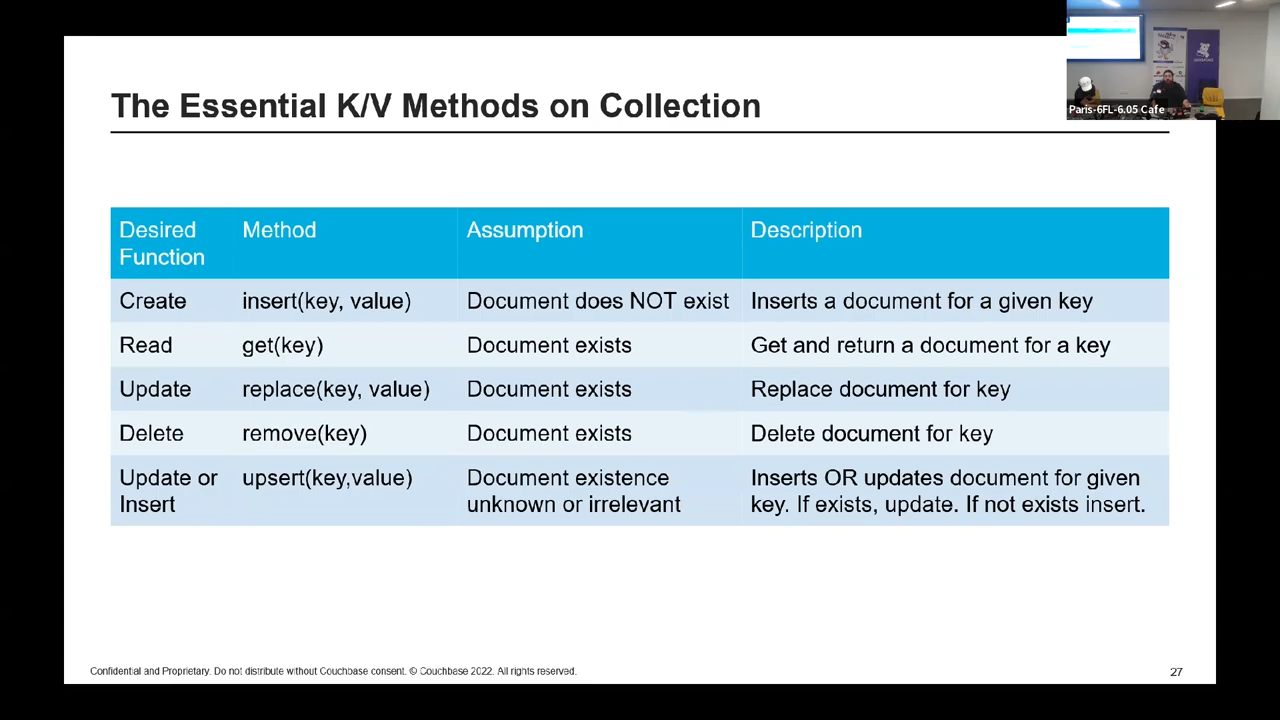 The Essential K/V Methods on Collection
Paris-6FL-6.05 Cafe
Desired Function Method Assumption Description
Create insert(key, value) Document does NOT exist Inserts a document for a given key
Read get(key) Document exists Get and return a document for a key
Update replace(key, value) Document exists Replace document for key
Delete remove(key) Document exists Delete document for key
Update or Insert upsert(key,value) Document existence unknown or irrelevant Inserts OR updates document for given key. If exists, update. If not exists insert.
Confidential and Proprietary. Do not distribute without Couchbase consent. © Couchbase 2022. All rights reserved. 27